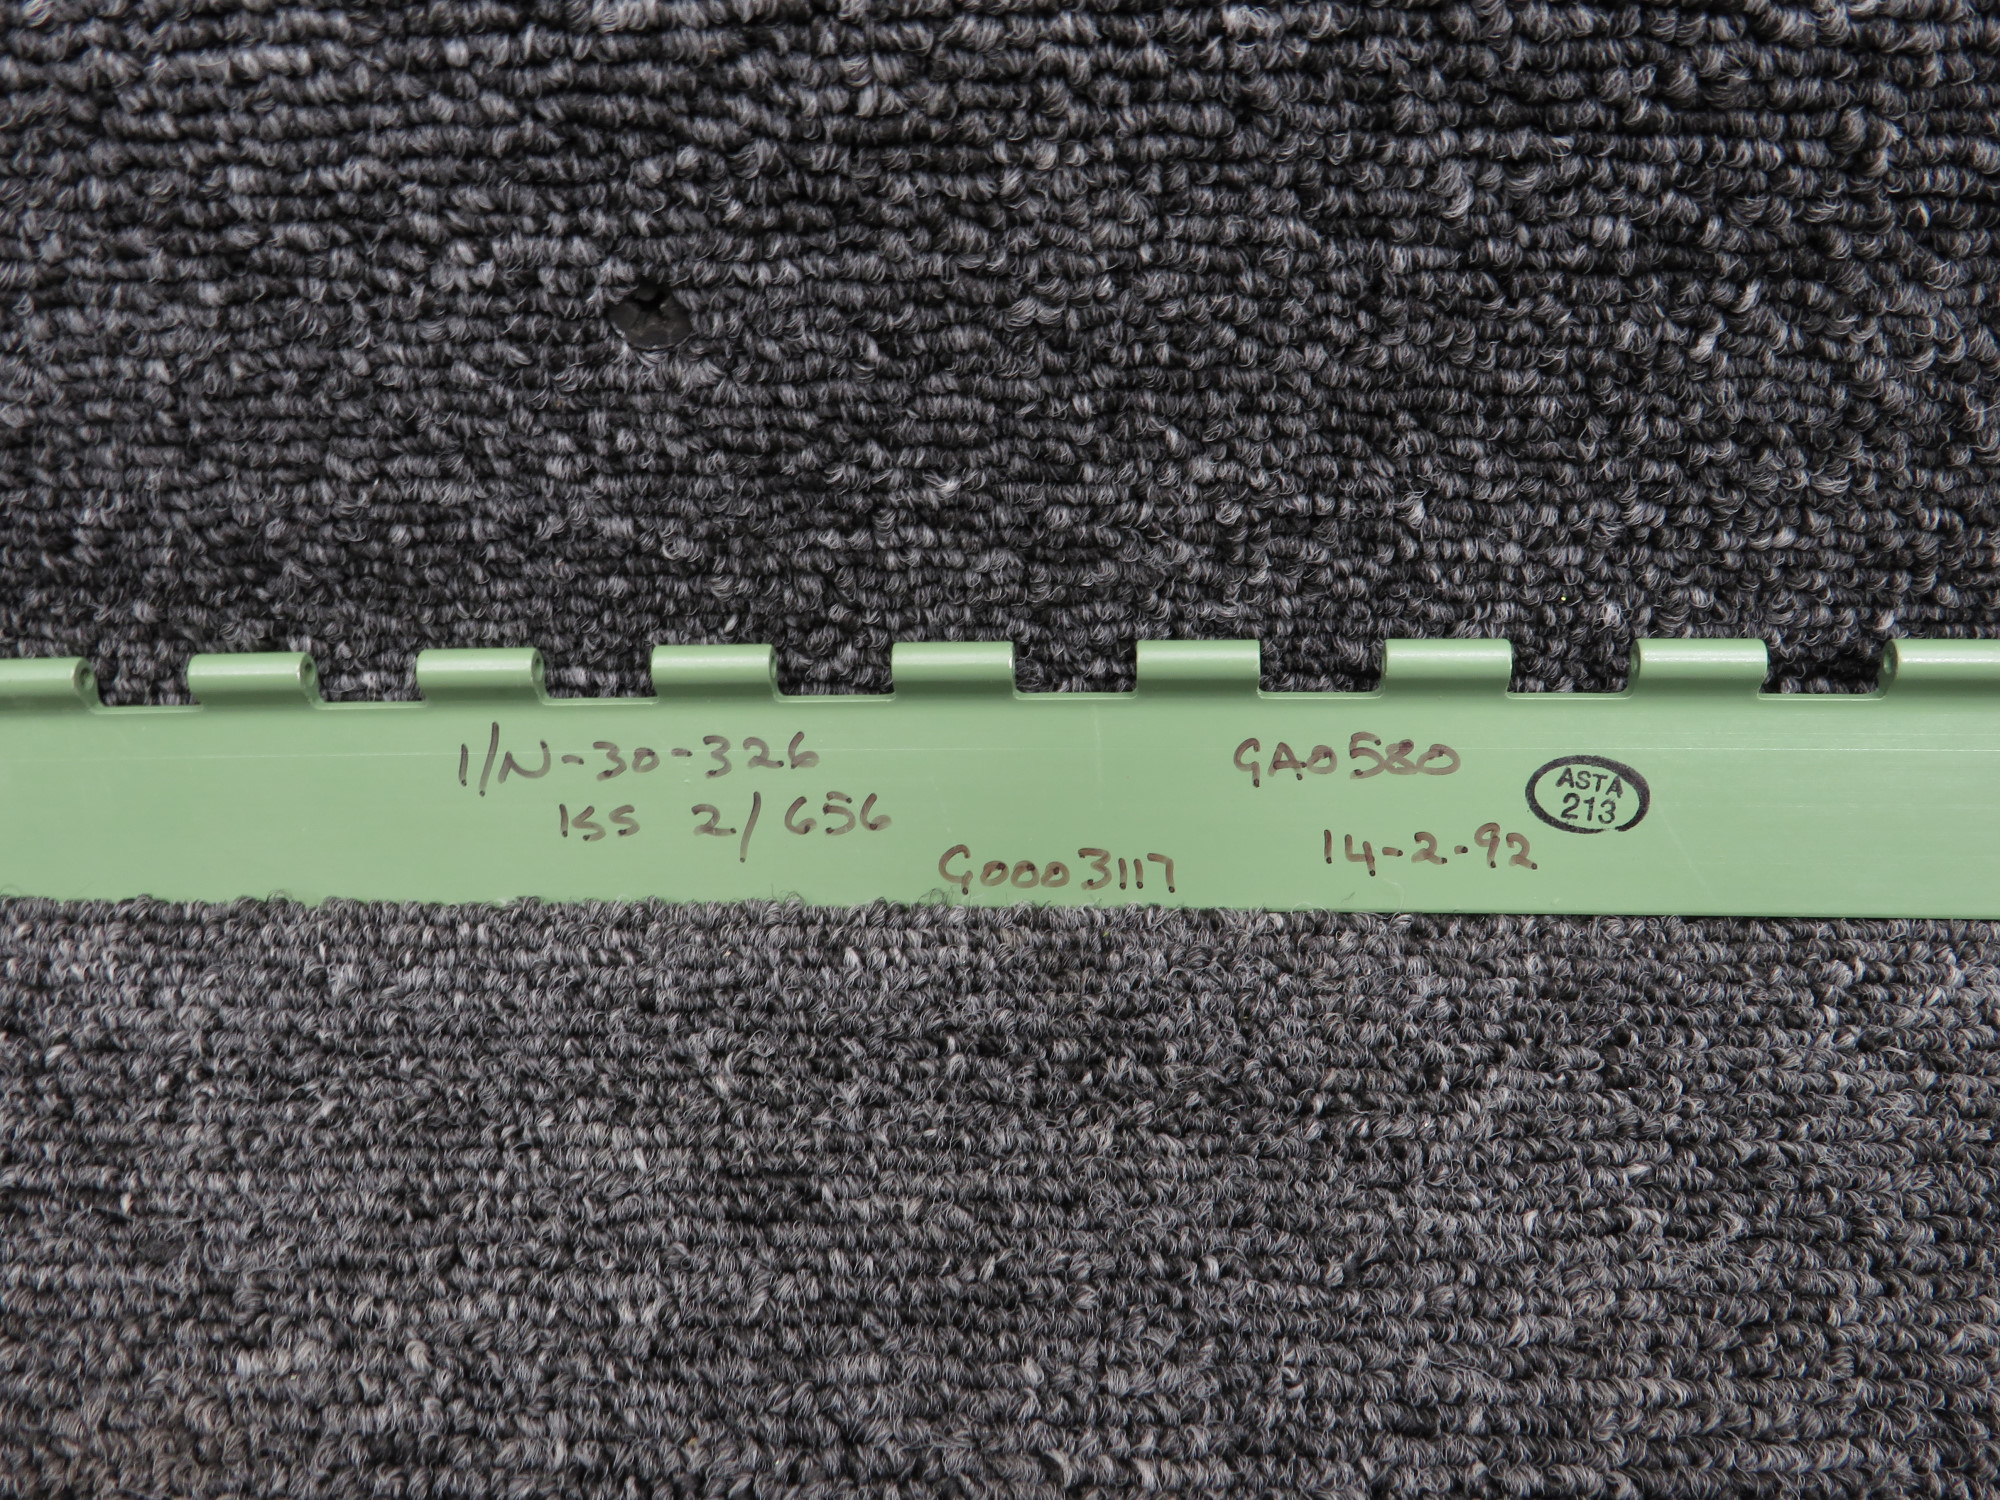 1/N-30-326
ISS 2/656
G0003117
GA0580
14-2-92
ASTA
213